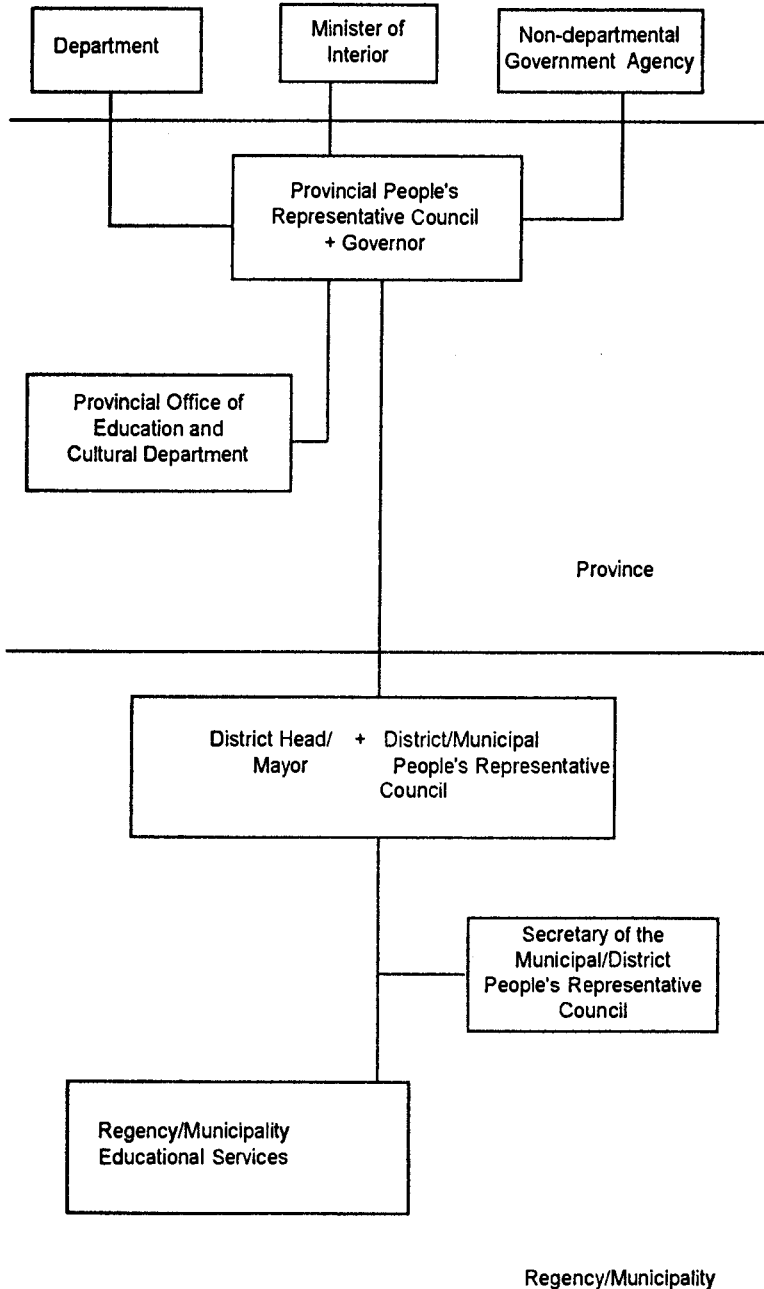 Department
Minister of
Interior
Non-departmental
Government Agency
Provincial People's
Representative Council
+ Governor
Provincial Office of
Education and
Cultural Department
Province
District Head/ + District/Municipal
Mayor People's Representative
Council
Secretary of the
Municipal/District
People's Representative
Council
Regency/Municipality
Educational Services
Regency/Municipality